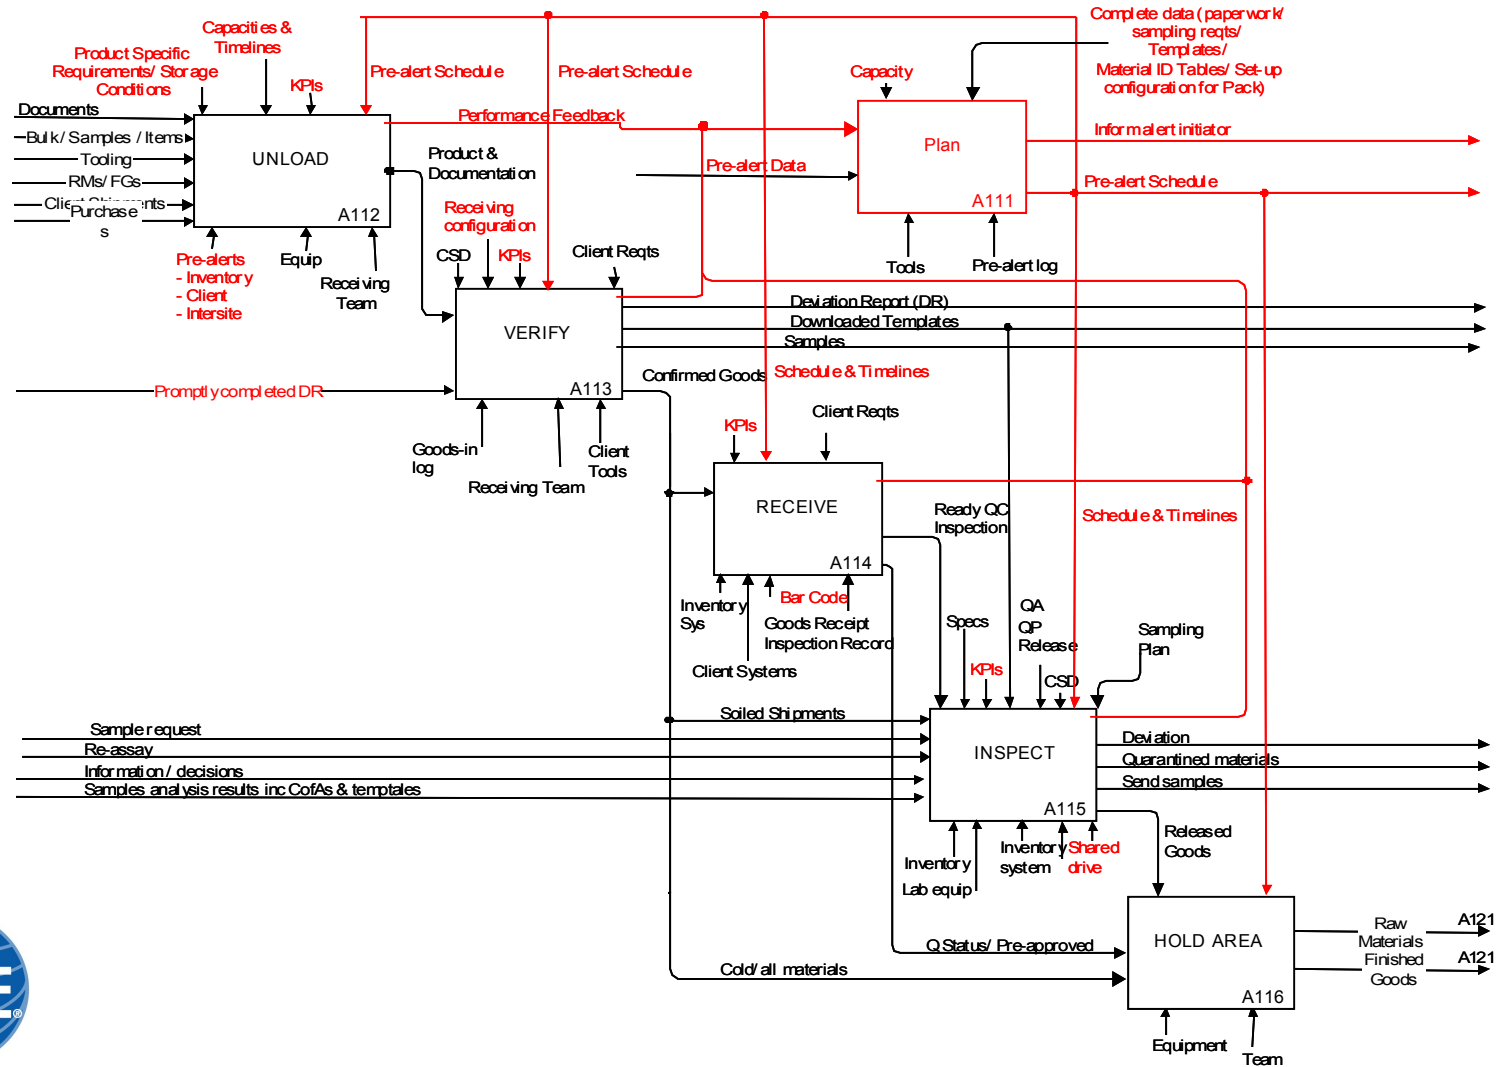 Capacities &
Timelines
Product Specific
Requirements/ Storage
Conditions
KPIs
Pre-alert Schedule
Pre-alert Schedule
Capacity
Complete data ( paperwork/
sampling reqts/
Templates/
Material ID Tables/ Set-up
configuration for Pack)
Documents
Bulk/ Samples / Items
Tooling
RMs/ FGs
Client Shipments
Purchase
s
UNLOAD
A112
Performance Feedback
Product &
Documentation
Pre-alert Data
Plan
A111
Inform alert initiator
Pre-alert Schedule
Pre-alerts
- Inventory
- Client
- Intersite
Equip
Receiving
Team
Receiving
configuration
CSD
KPIs
Client Reqts
Tools
Pre-alert log
VERIFY
A113
Deviation Report (DR)
Downloaded Templates
Samples
Promptly completed DR
Confirmed Goods
Schedule & Timelines
Goods-in
log
Receiving Team
Client
Tools
KPIs
Client Reqts
RECEIVE
A114
Ready QC
Inspection
Schedule & Timelines
Inventory
Sys
Client Systems
Bar Code
Goods Receipt
Inspection Record
Specs
KPIs
QA
QP
Release
CSD
Sampling
Plan
Soiled Shipments
Sample request
Re-assay
Information / decisions
Samples analysis results inc CofAs & temptales
INSPECT
A115
Deviation
Quarantined materials
Send samples
Released
Goods
Inventory
Lab equip
Inventory
system
Shared
drive
Q Status/ Pre-approved
Cold/ all materials
HOLD AREA
A116
Raw
Materials
Finished
Goods
A121
A121
Equipment
Team
E
®